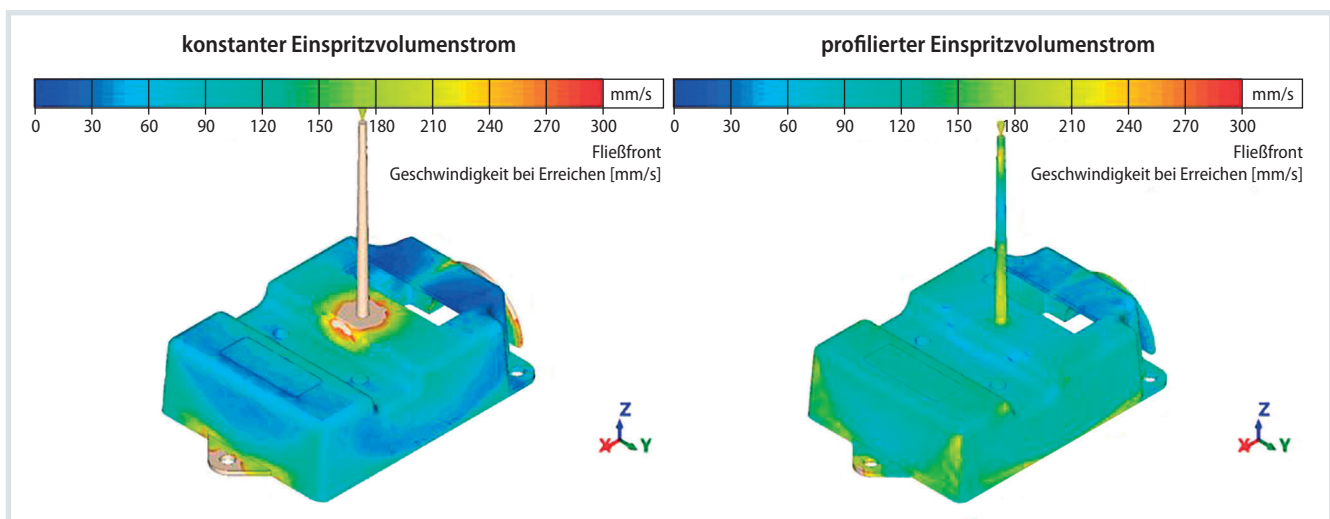 konstanter Einspritzvolumenstrom
mm/s
0 30 60 90 120 150 180 210 240 270 300
Fließfront
Geschwindigkeit bei Erreichen [mm/s]
Z
X Y
profilierter Einspritzvolumenstrom
mm/s
0 30 60 90 120 150 180 210 240 270 300
Fließfront
Geschwindigkeit bei Erreichen [mm/s]
Z
X Y